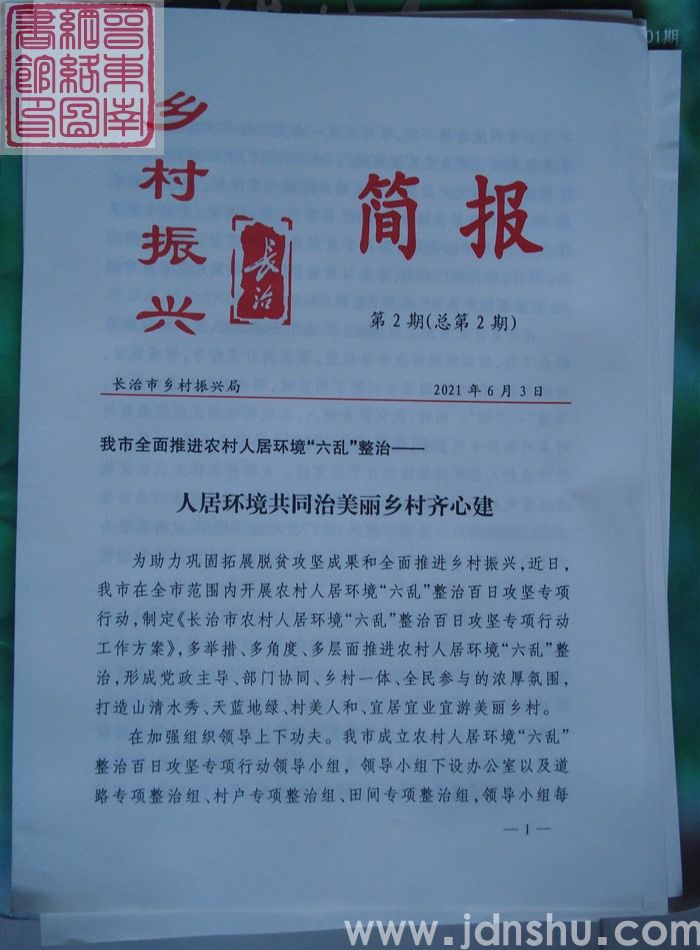 晋东南
网络图
书馆印
01期
乡村振兴
长治
简报
第2期(总第2期)
长治市乡村振兴局 2021年6月3日
我市全面推进农村人居环境“六乱”整治——
人居环境共同治美丽乡村齐心建
为助力巩固拓展脱贫攻坚成果和全面推进乡村振兴,近日,
我市在全市范围内开展农村人居环境“六乱”整治百日攻坚专项
行动,制定《长治市农村人居环境“六乱”整治百日攻坚专项行动
工作方案》,多举措、多角度、多层面推进农村人居环境“六乱”整
治,形成党政主导、部门协同、乡村一体、全民参与的浓厚氛围,
打造山清水秀、天蓝地绿、村美人和、宜居宜业宜游美丽乡村。
在加强组织领导上下功夫。我市成立农村人居环境“六乱”
整治百日攻坚专项行动领导小组，领导小组下设办公室以及道
路专项整治组、村户专项整治组、田间专项整治组,领导小组每
— 1 —
www.jdnshu.com